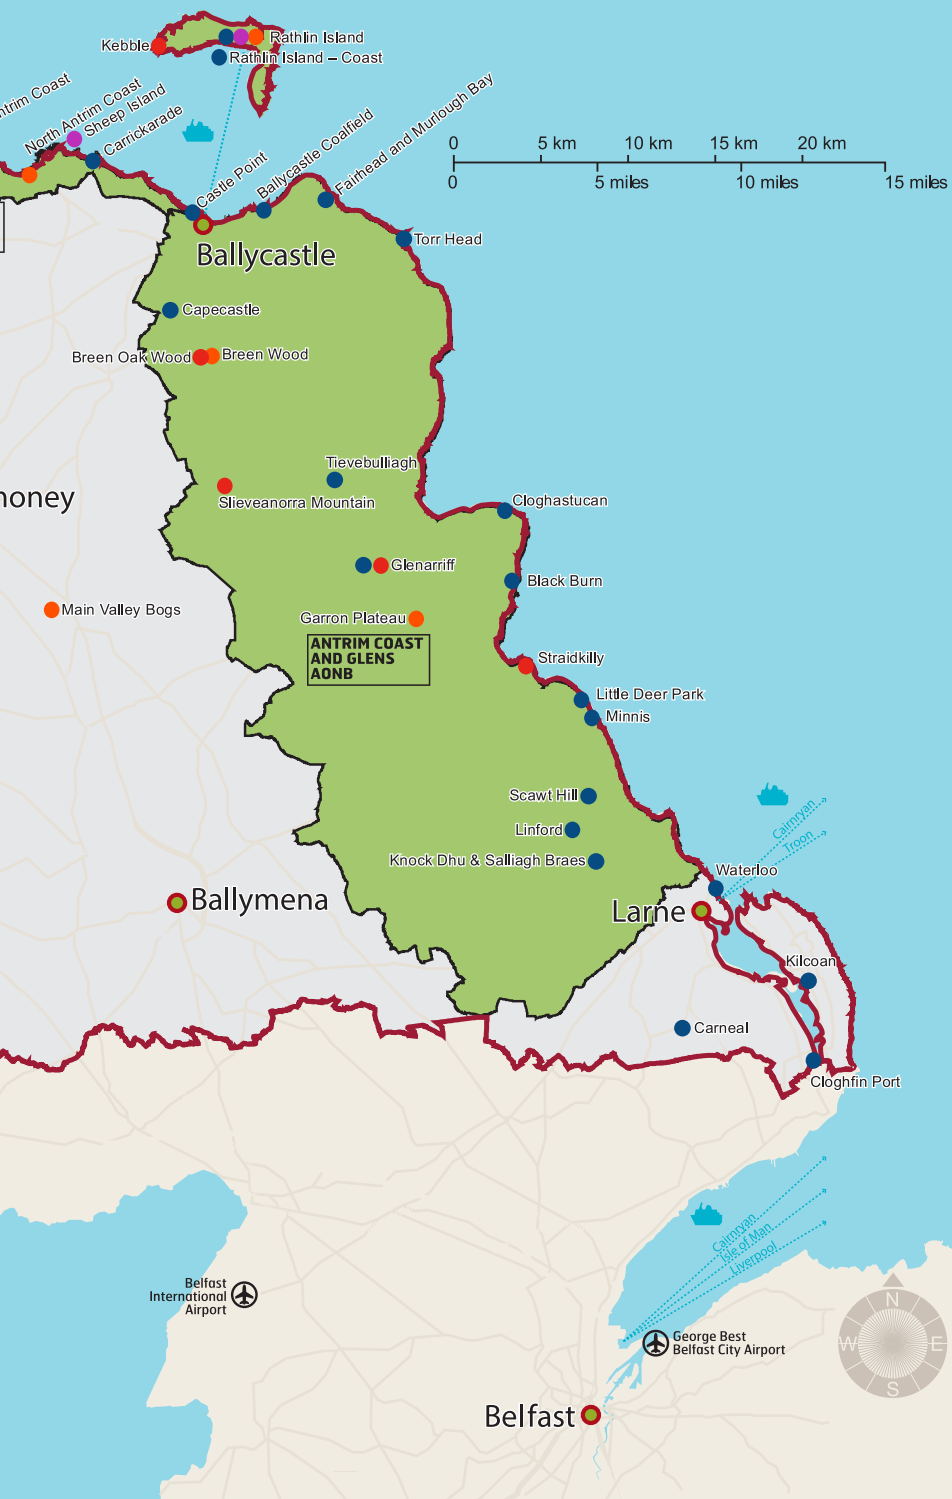 Kebble
Rathlin Island
Rathlin Island – Coast
ntrim Coast
North Antrim Coast
Sheep Island
Carrickarade
Castle Point
Ballycastle Coalfield
Fairhead and Murlough Bay
0 5 km 10 km 15 km 20 km
0 5 miles 10 miles 15 miles
Torr Head
Ballycastle
Capecastle
Breen Oak Wood
Breen Wood
Tievebulliagh
Slieveanorra Mountain
noney
Cloghastucan
Glenarriff
Black Burn
Main Valley Bogs
Garron Plateau
ANTRIM COAST
AND GLENS
AONB
Straidkilly
Little Deer Park
Minnis
Scawt Hill
Linford
Knock Dhu & Salliagh Braes
Cairnryan
Troon
Waterloo
Ballymena
Larne
Kilcoan
Carneal
Cloghfin Port
Cairnryan
Isle of Man
Liverpool
Belfast
International
Airport
George Best
Belfast City Airport
N
W E
S
Belfast